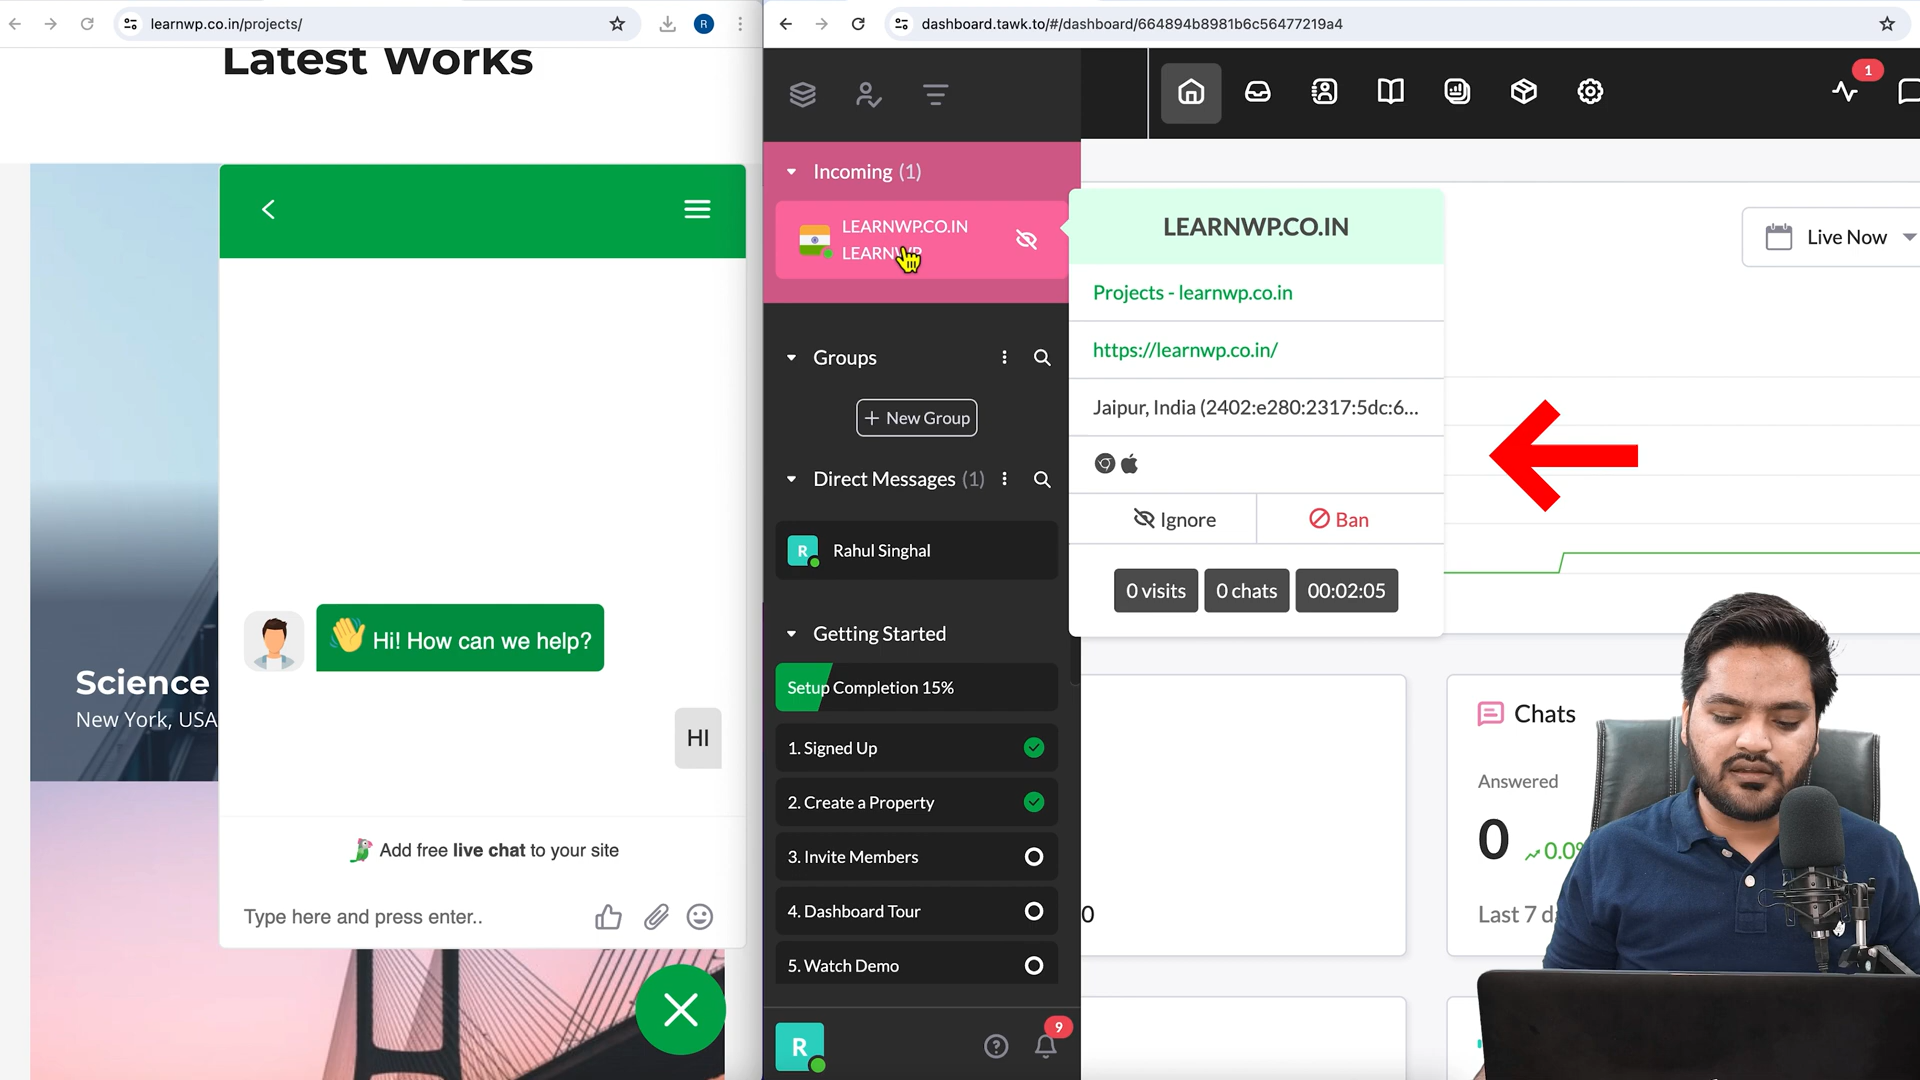 learnwp.co.in/projects/
R
Latest Works
Science
New York, USA
👋 Hi! How can we help?
HI
Add free live chat to your site
Type here and press enter..
dashboard.tawk.to/#/dashboard/664894b8981b6c56477219a4
1
Incoming (1)
LEARNWP.CO.IN
Groups
+ New Group
Direct Messages (1)
R Rahul Singhal
Getting Started
Setup Completion 15%
1. Signed Up
2. Create a Property
3. Invite Members
4. Dashboard Tour
5. Watch Demo
R
9
LEARNWP.CO.IN
Projects - learnwp.co.in
https://learnwp.co.in/
Jaipur, India (2402:e280:2317:5dc:6...
Ignore
Ban
0 visits
0 chats
00:02:05
Live Now
0
Chats
Answered
0
Last 7